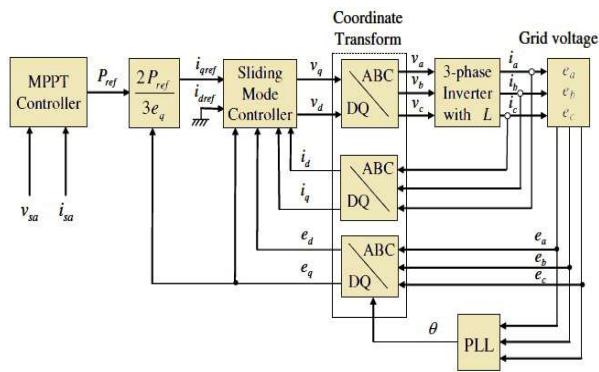 Coordinate
Transform
Grid voltage
MPPT
Controller
P_ref
2P_ref
3e_q
i_qref
i_dref
Sliding
Mode
Controller
v_q
v_d
ABC
DQ
v_a
v_b
v_c
3-phase
Inverter
with L
i_a
i_b
i_c
e_a
e_b
e_c
v_sa
i_sa
i_d
i_q
ABC
DQ
e_d
e_q
ABC
DQ
e_a
e_b
e_c
θ
PLL